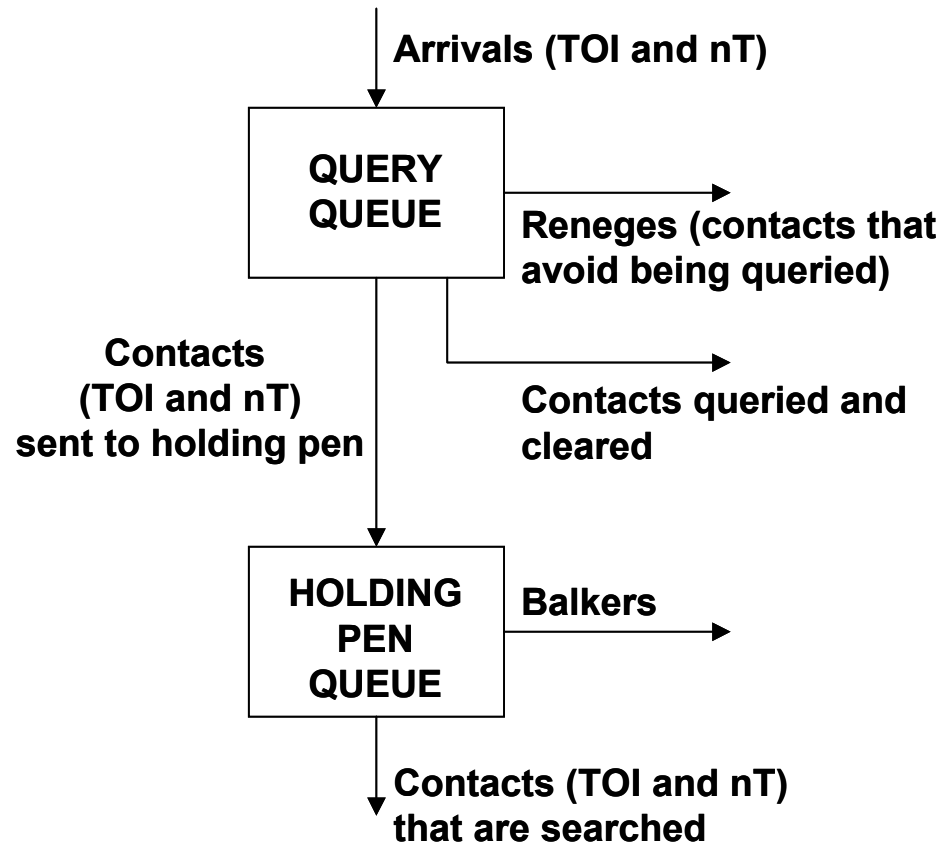 Arrivals (TOI and nT)
QUERY
QUEUE
Reneges (contacts that
avoid being queried)
Contacts
(TOI and nT)
sent to holding pen
Contacts queried and
cleared
HOLDING
PEN
QUEUE
Balkers
Contacts (TOI and nT)
that are searched